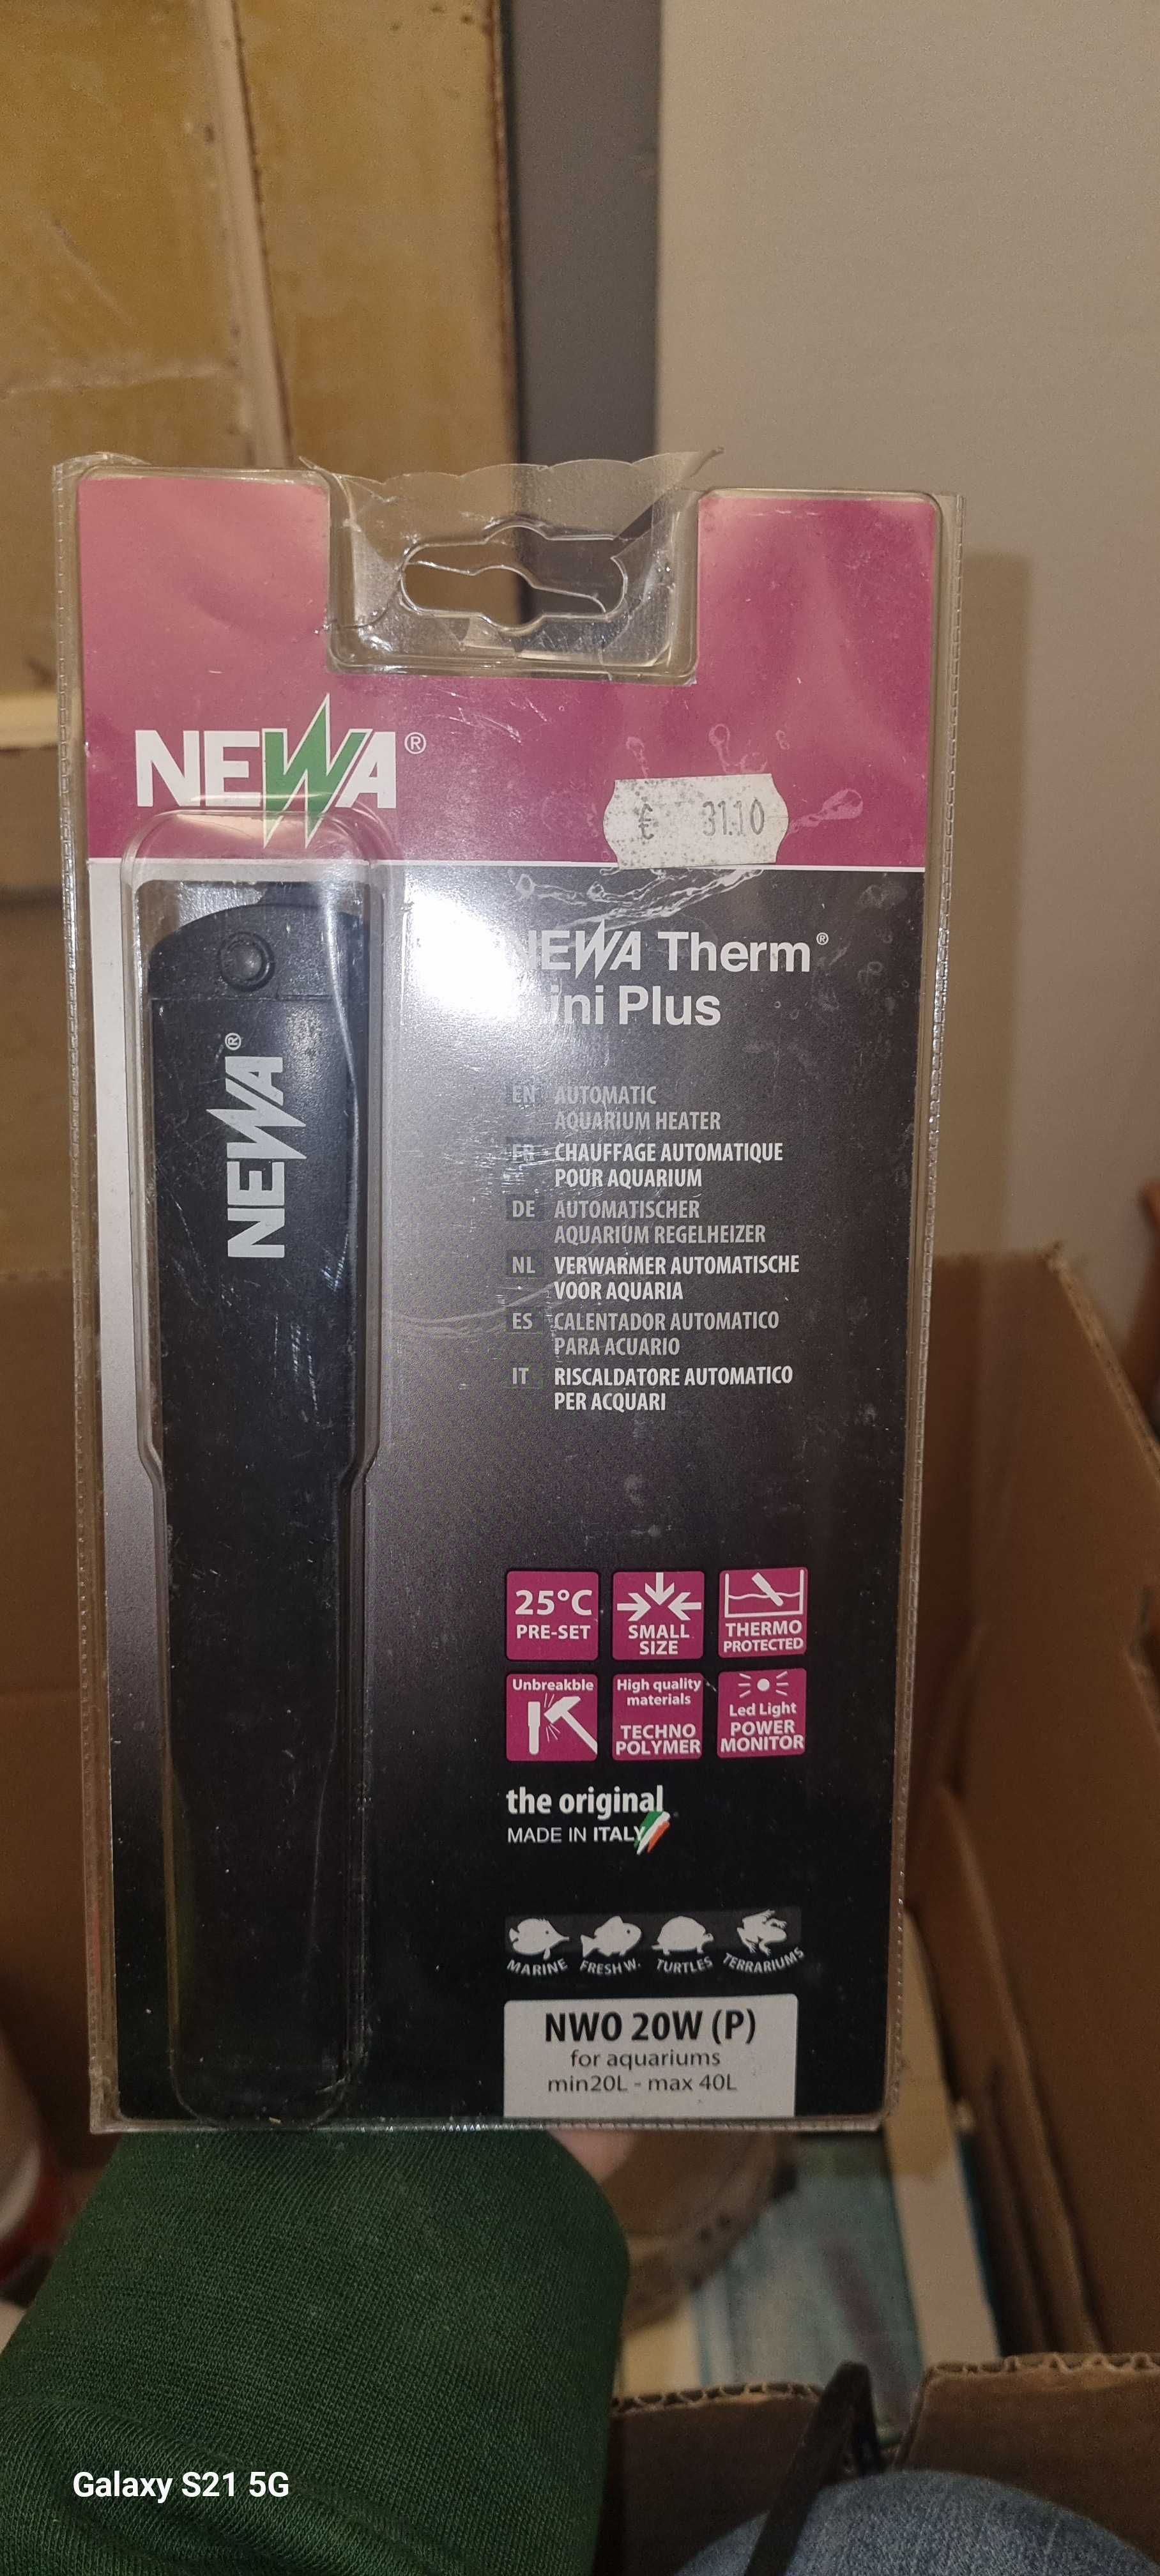 NEWA®
£ 31.10
NEWA Therm®
ini Plus
NEWA®
EN AUTOMATIC
AQUARIUM HEATER
FR CHAUFFAGE AUTOMATIQUE
POUR AQUARIUM
DE AUTOMATISCHER
AQUARIUM REGELHEIZER
NL VERWARMER AUTOMATISCHE
VOOR AQUARIA
ES CALENTADOR AUTOMATICO
PARA ACUARIO
IT RISCALDATORE AUTOMATICO
PER ACQUARI
25°C
PRE-SET
SMALL
SIZE
THERMO
PROTECTED
Unbreakble
High quality
materials
TECHNO
POLYMER
Led Light
POWER
MONITOR
the original
MADE IN ITALY
MARINE FRESH W. TURTLES TERRARIUMS
NWO 20W (P)
for aquariums
min20L - max 40L
Galaxy S21 5G